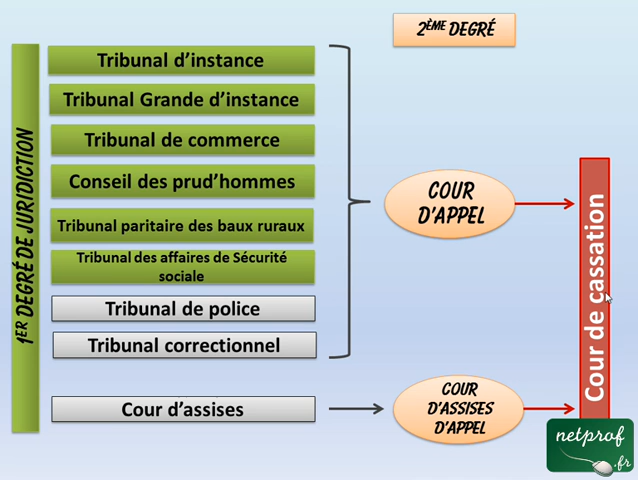 2ÈME DEGRÉ
1ER DEGRÉ DE JURIDICTION
Tribunal d'instance
Tribunal Grande d'instance
Tribunal de commerce
Conseil des prud'hommes
Tribunal paritaire des baux ruraux
Tribunal des affaires de Sécurité
sociale
Tribunal de police
Tribunal correctionnel
Cour d'assises
COUR
D'APPEL
COUR
D'ASSISES
D'APPEL
Cour de cassation
netprof
.fr